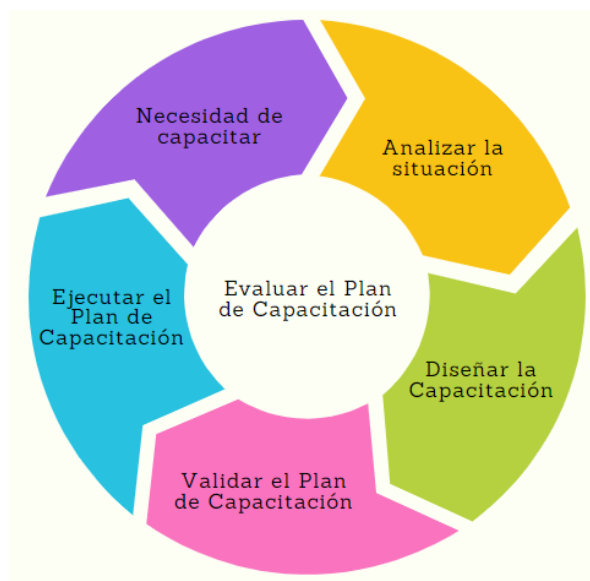 Necesidad de
capacitar
Analizar la
situación
Diseñar la
Capacitación
Validar el Plan
de Capacitación
Ejecutar el
Plan de
Capacitación
Evaluar el Plan
de Capacitación